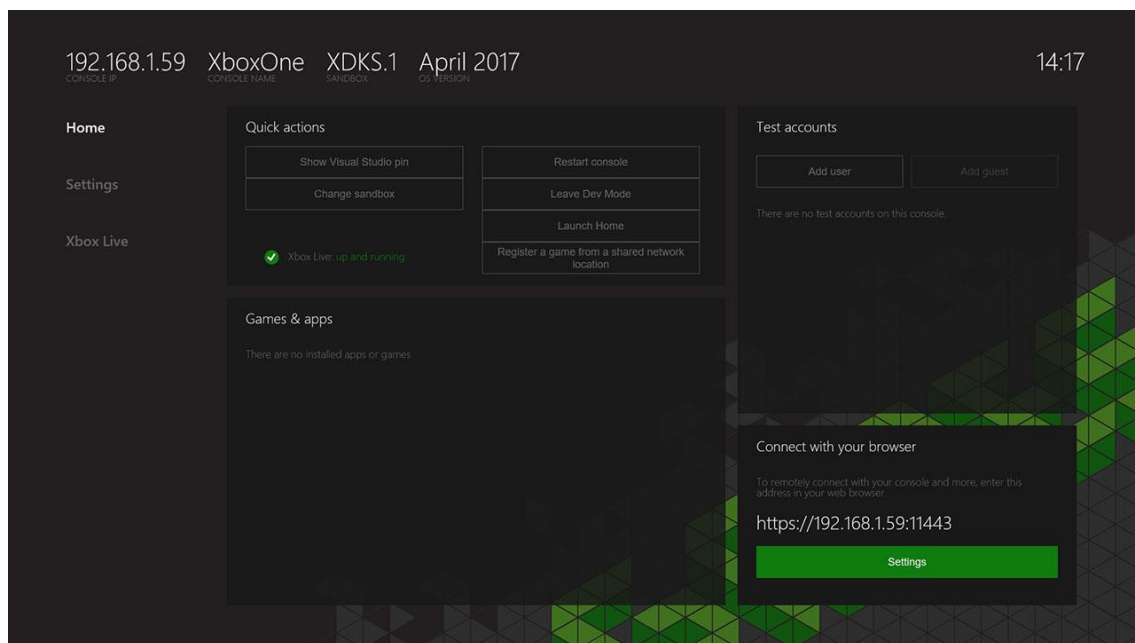 192.168.1.59 XboxOne XDKS.1 April 2017 14:17
CONSOLE IP CONSOLE NAME SANDBOX OS VERSION
Home
Settings
Xbox Live
Quick actions
Show Visual Studio pin
Change sandbox
Restart console
Leave Dev Mode
Launch Home
Register a game from a shared network
location
Xbox Live: up and running
Games & apps
There are no installed apps or games
Test accounts
Add user Add guest
There are no test accounts on this console.
Connect with your browser
To remotely connect with your console and more, enter this
address in your web browser.
https://192.168.1.59:11443
Settings